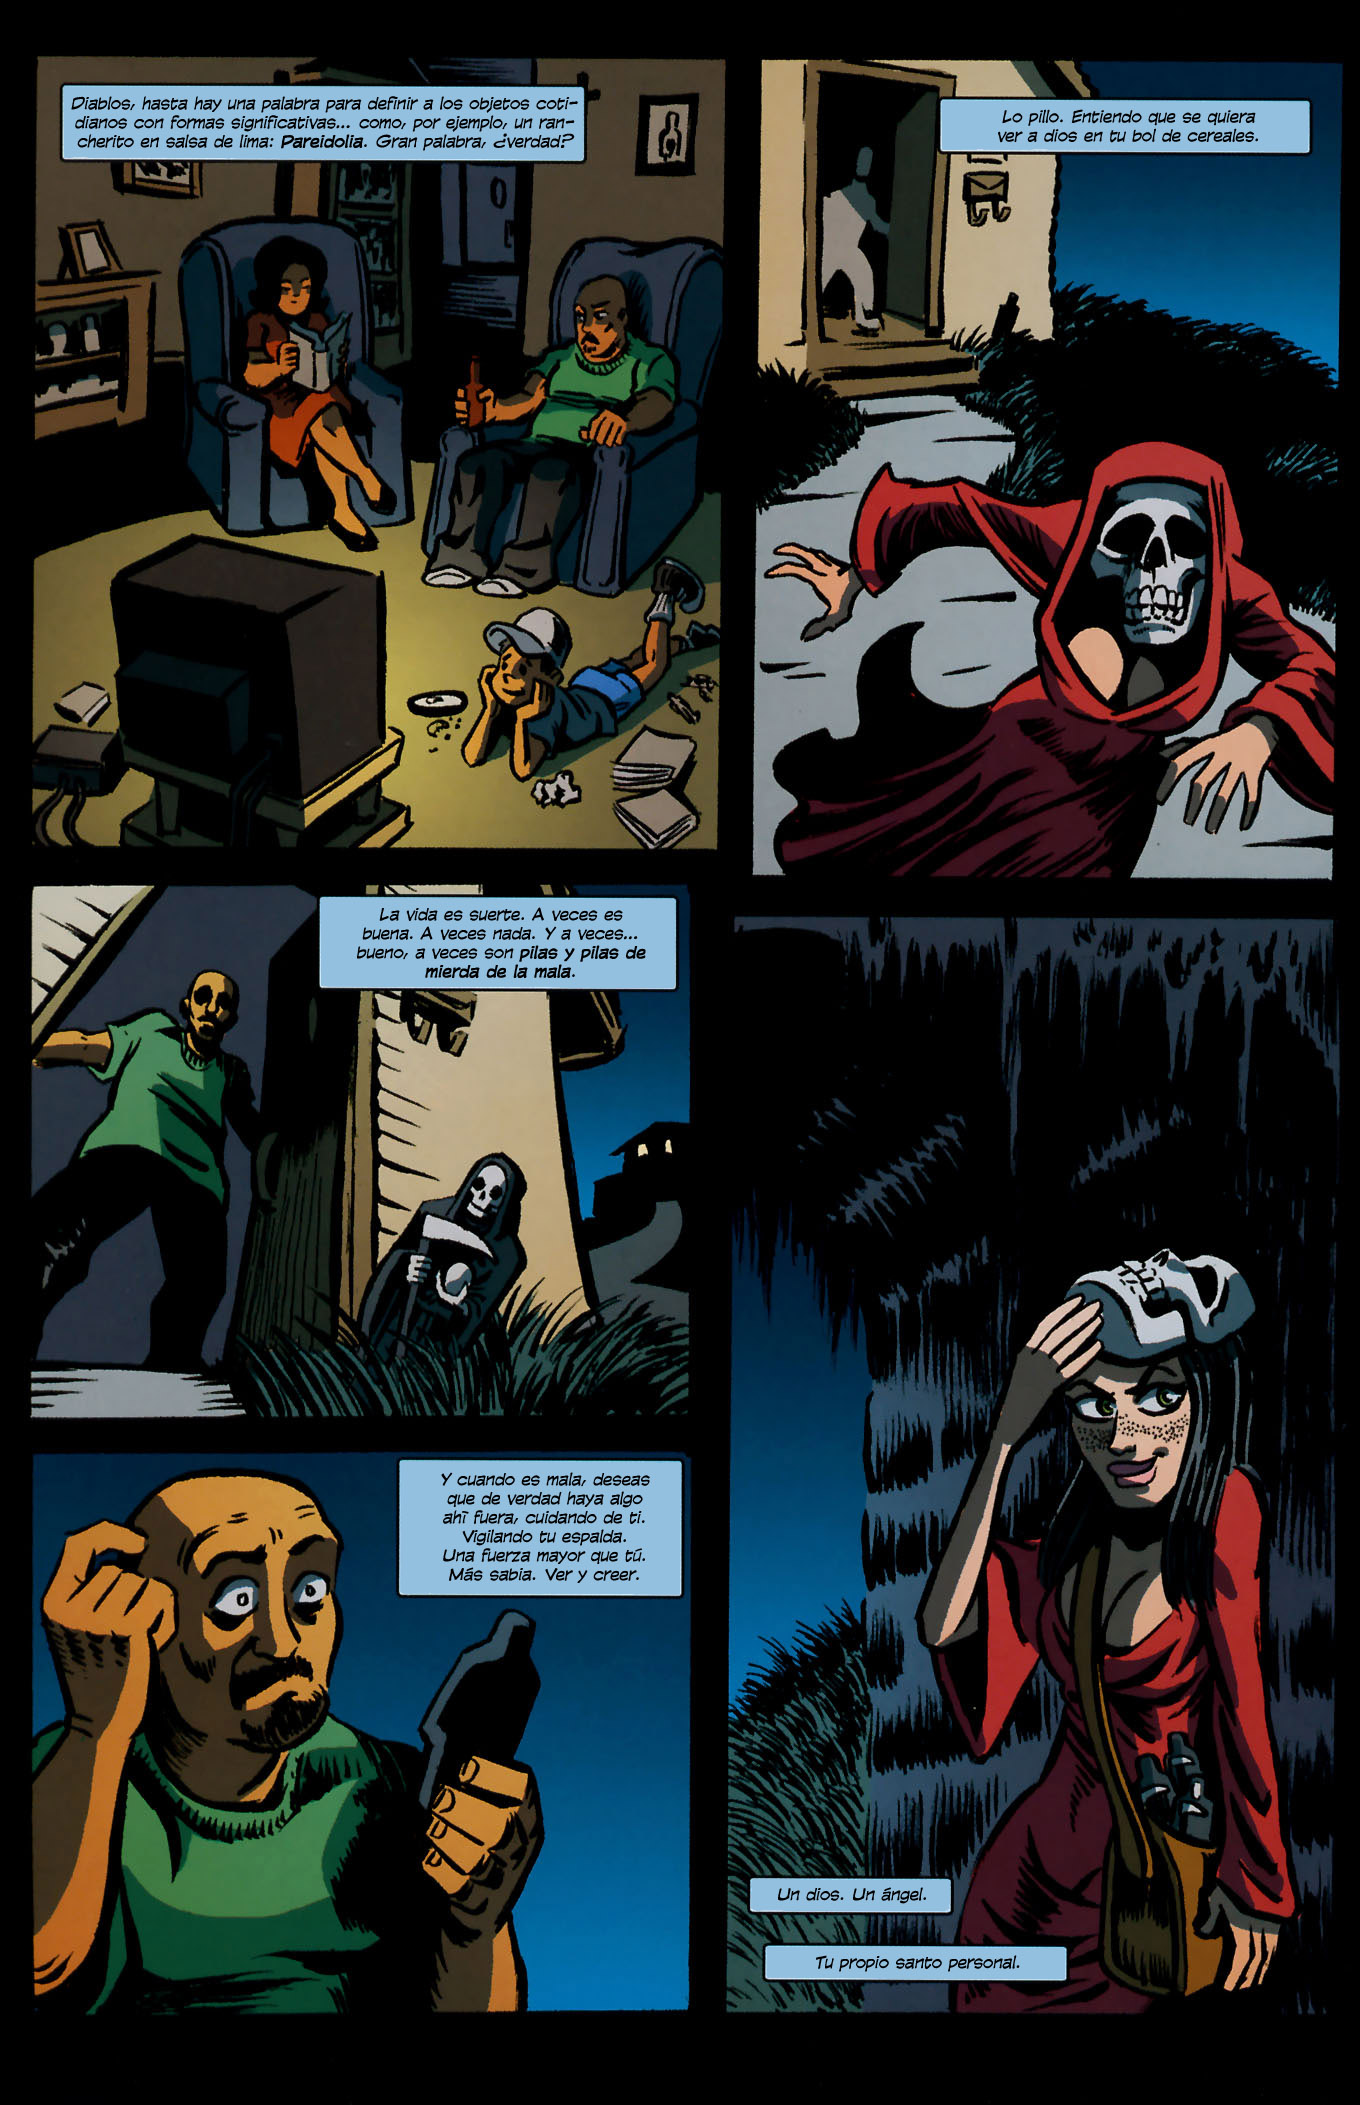 Diablos, hasta hay una palabra para definir a los objetos coti-
dianos con formas significativas... como, por ejemplo, un ran-
cherito en salsa de lima: Pareidolia. Gran palabra, ¿verdad?
Lo pillo. Entiendo que se quiera
ver a dios en tu bol de cereales.
La vida es suerte. A veces es
buena. A veces nada. Y a veces...
bueno, a veces son pilas y pilas de
mierda de la mala.
Y cuando es mala, deseas
que de verdad haya algo
ahí fuera, cuidando de ti.
Vigilando tu espalda.
Una fuerza mayor que tú.
Más sabia. Ver y creer.
Un dios. Un ángel.
Tu propio santo personal.